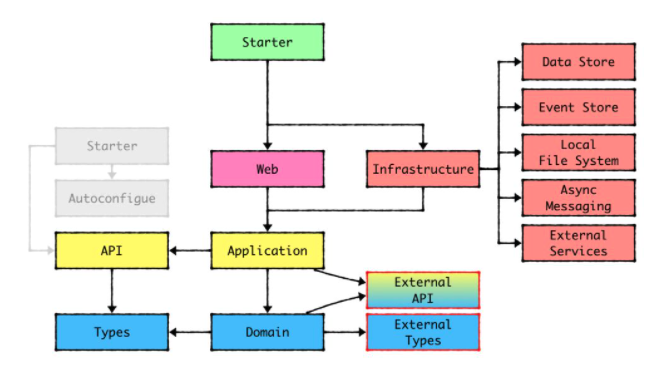 Starter
Data Store
Event Store
Starter
Local
File System
Web
Infrastructure
Autoconfigue
Async
Messaging
API
Application
External
Services
External
API
Types
Domain
External
Types